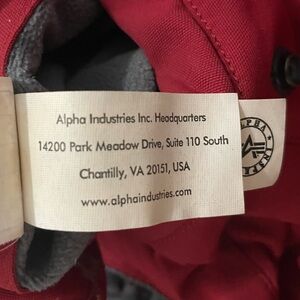 Alpha Industries Inc. Headquarters
14200 Park Meadow Drive, Suite 110 South
Chantilly, VA 20151, USA
www.alphaindustries.com